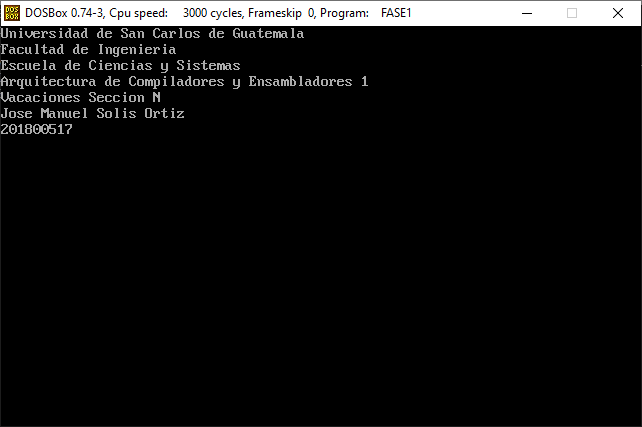 DOSBox 0.74-3, Cpu speed: 3000 cycles, Frameskip 0, Program: FASE1
Universidad de San Carlos de Guatemala
Facultad de Ingenieria
Escuela de Ciencias y Sistemas
Arquitectura de Compiladores y Ensambladores 1
Vacaciones Seccion N
Jose Manuel Solis Ortiz
201800517